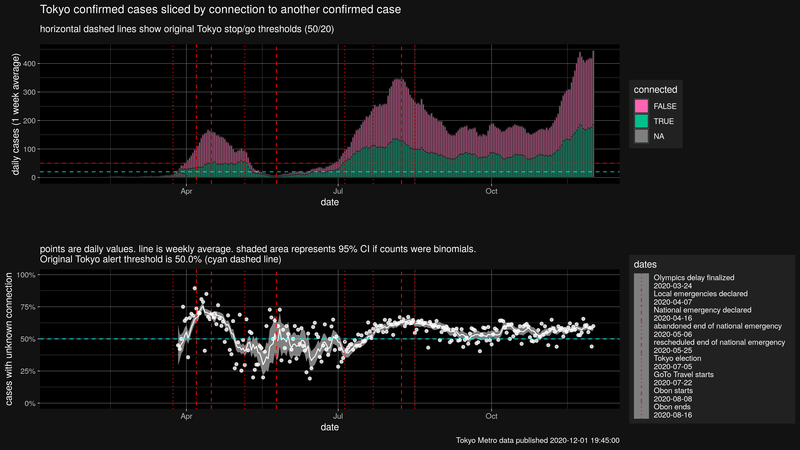 Tokyo confirmed cases sliced by connection to another confirmed case
horizontal dashed lines show original Tokyo stop/go thresholds (50/20)
daily cases (1 week average)
400
300
200
100
0
Apr
Jul
Oct
date
connected
FALSE
TRUE
NA
points are daily values. line is weekly average. shaded area represents 95% CI if counts were binomials.
Original Tokyo alert threshold is 50.0% (cyan dashed line)
cases with unknown connection
100%
75%
50%
25%
0%
Apr
Jul
Oct
date
dates
Olympics delay finalized
2020-03-24
Local emergencies declared
2020-04-07
National emergency declared
2020-04-16
abandoned end of national emergency
2020-05-06
rescheduled end of national emergency
2020-05-25
Tokyo election
2020-07-05
GoTo Travel starts
2020-07-22
Obon starts
2020-08-08
Obon ends
2020-08-16
Tokyo Metro data published 2020-12-01 19:45:00